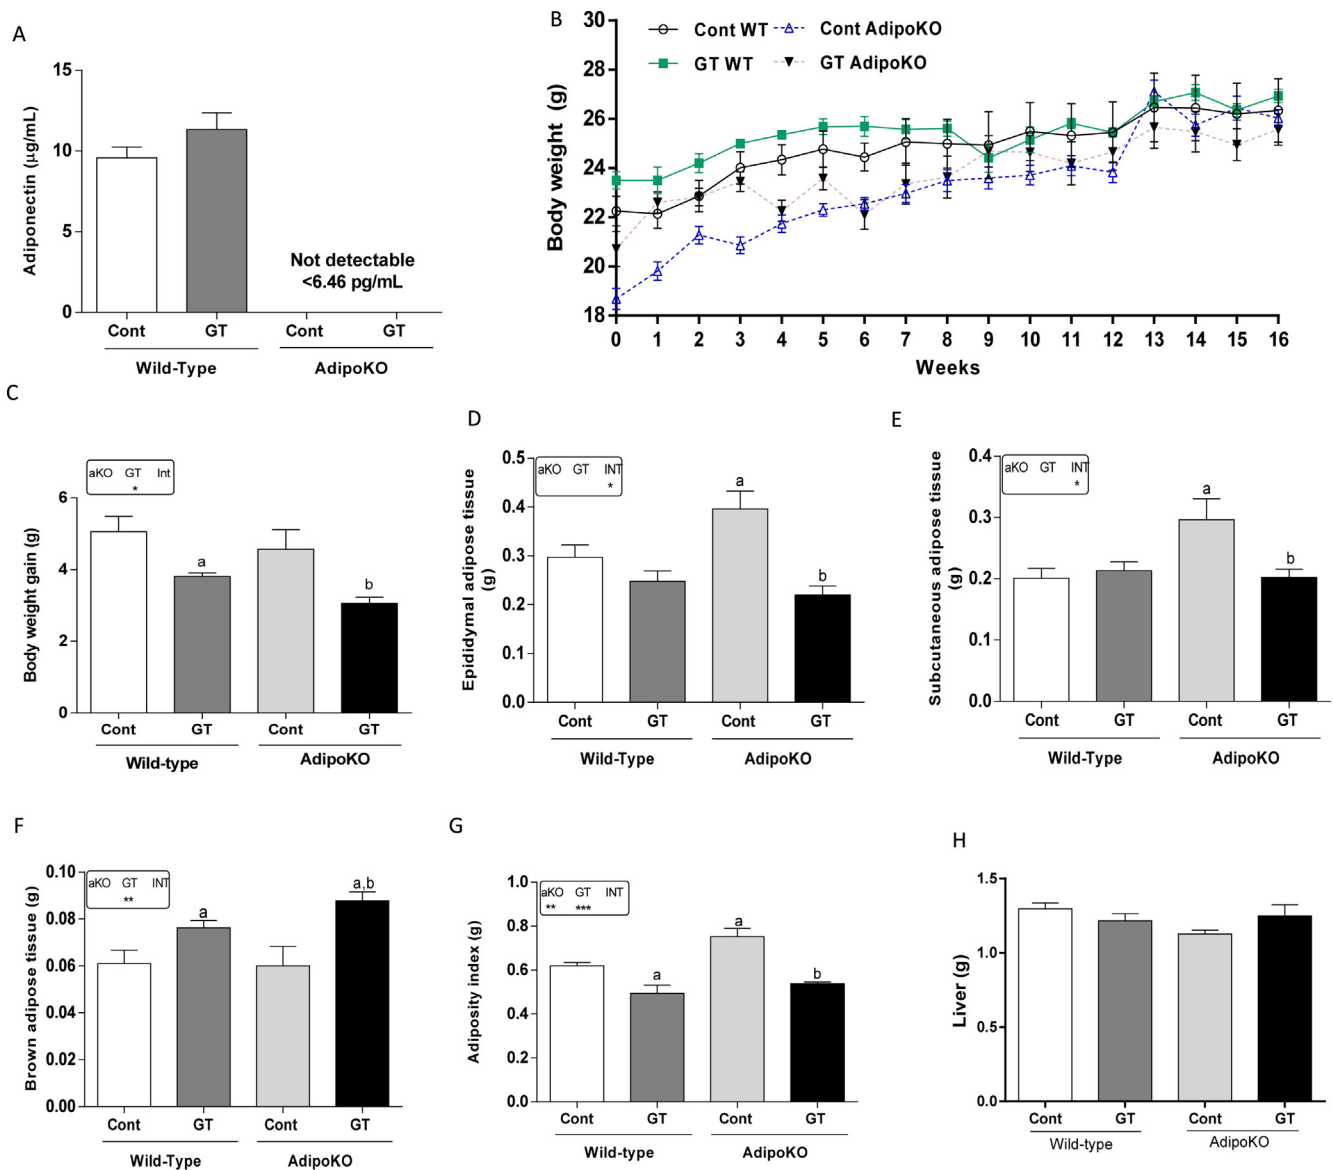 A
Adiponectin (µg/mL)
15
10
5
0
Not detectable
<6.46 pg/mL
Cont GT Cont GT
Wild-Type AdipoKO
B
Body weight (g)
Cont WT Cont AdipoKO
GT WT GT AdipoKO
30
28
26
24
22
20
18
0 1 2 3 4 5 6 7 8 9 10 11 12 13 14 15 16
Weeks
C
Body weight gain (g)
aKO GT Int
*
6
4
2
0
a
b
Cont GT Cont GT
Wild-type AdipoKO
D
Epididymal adipose tissue
(g)
aKO GT INT
*
0.5
0.4
0.3
0.2
0.1
0.0
a
b
Cont GT Cont GT
Wild-Type AdipoKO
E
Subcutaneous adipose tissue
(g)
aKO GT INT
*
0.4
0.3
0.2
0.1
0.0
a
b
Cont GT Cont GT
Wild-Type AdipoKO
F
Brown adipose tissue (g)
aKO GT INT
**
0.10
0.08
0.06
0.04
0.02
0.00
a
a,b
Cont GT Cont GT
Wild-Type AdipoKO
G
Adiposity index (g)
aKO GT INT
** ***
1.0
0.8
0.6
0.4
0.2
0.0
a
a
b
Cont GT Cont GT
Wild-type AdipoKO
H
Liver (g)
1.5
1.0
0.5
0.0
Cont GT Cont GT
Wild-type AdipoKO